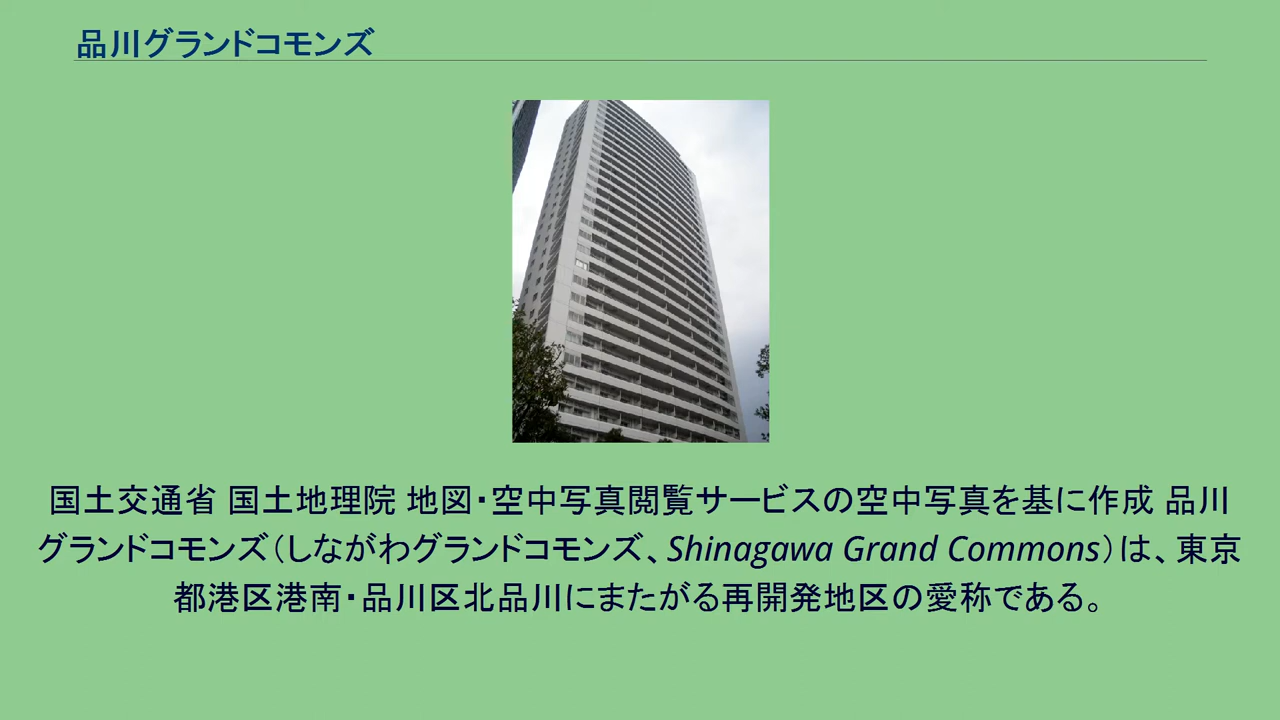 品川グランドコモンズ
国土交通省 国土地理院 地図・空中写真閲覧サービスの空中写真を基に作成 品川
グランドコモンズ（しながわグランドコモンズ、Shinagawa Grand Commons）は、東京
都港区港南・品川区北品川にまたがる再開発地区の愛称である。